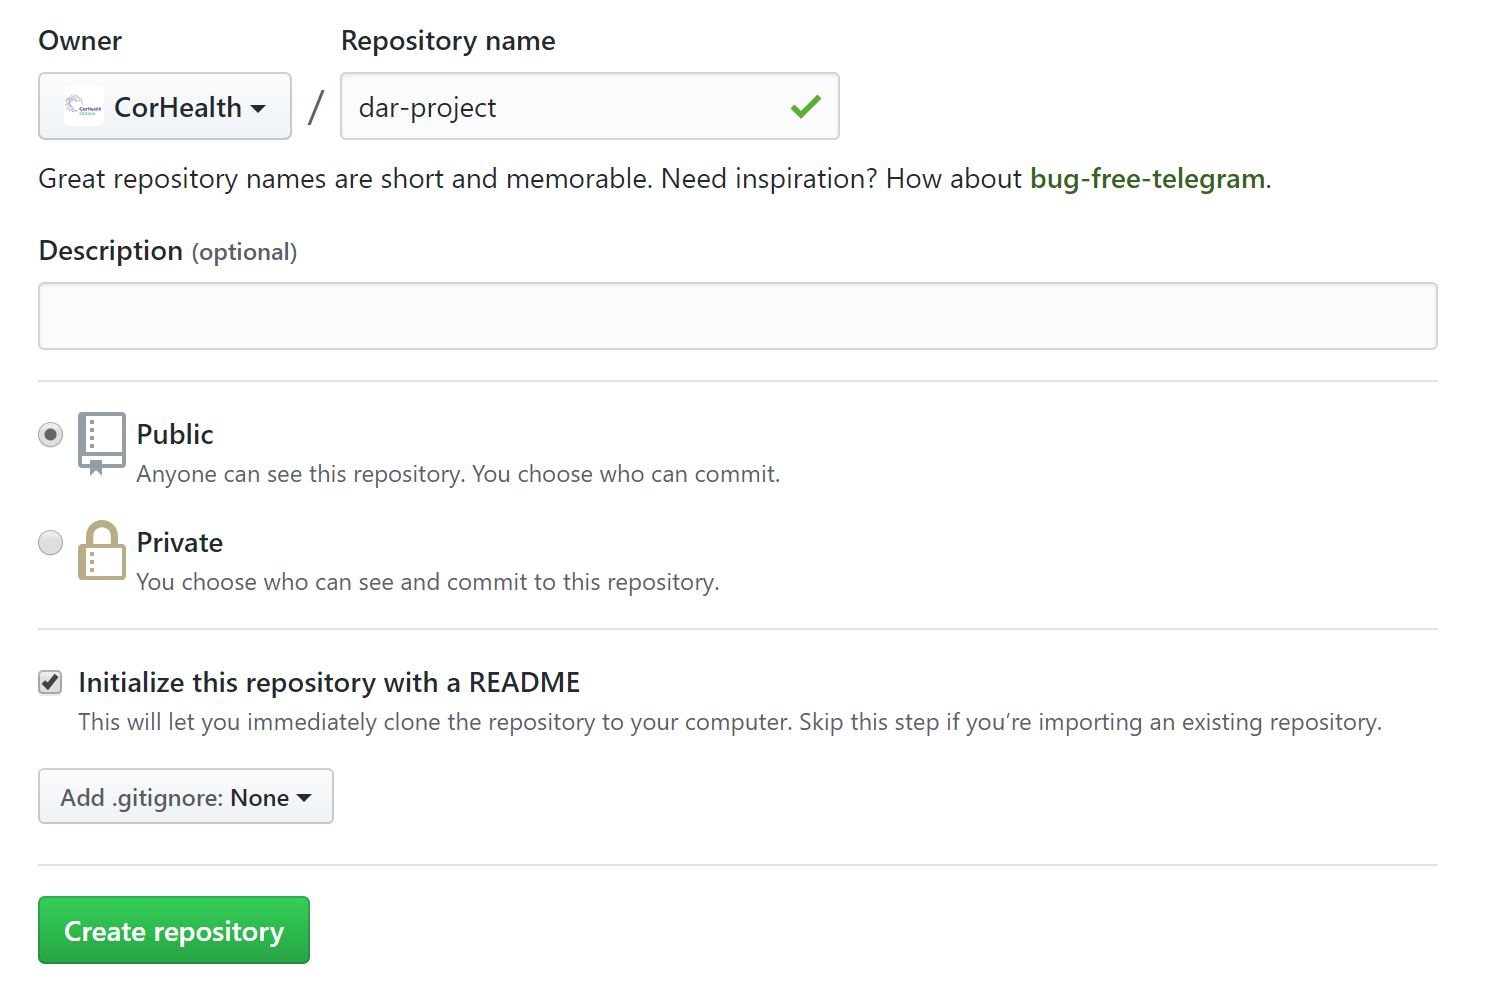 Owner
Repository name
CorHealth Ontario
CorHealth
/
dar-project
Great repository names are short and memorable. Need inspiration? How about bug-free-telegram.
Description (optional)
Public
Anyone can see this repository. You choose who can commit.
Private
You choose who can see and commit to this repository.
Initialize this repository with a README
This will let you immediately clone the repository to your computer. Skip this step if you’re importing an existing repository.
Add .gitignore: None
Create repository